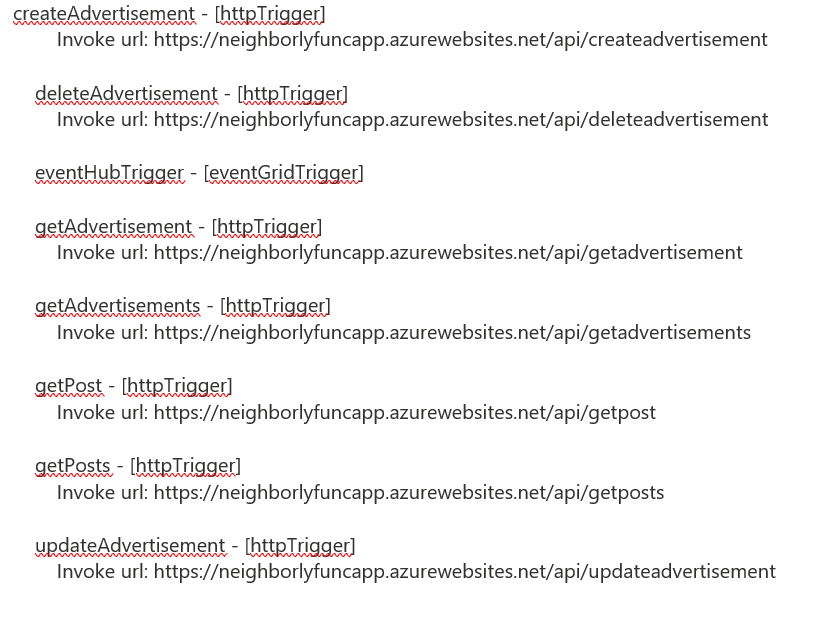 createAdvertisement - [httpTrigger]
Invoke url: https://neighborlyfuncapp.azurewebsites.net/api/createadvertisement
deleteAdvertisement - [httpTrigger]
Invoke url: https://neighborlyfuncapp.azurewebsites.net/api/deleteadvertisement
eventHubTrigger - [eventGridTrigger]
getAdvertisement - [httpTrigger]
Invoke url: https://neighborlyfuncapp.azurewebsites.net/api/getadvertisement
getAdvertisements - [httpTrigger]
Invoke url: https://neighborlyfuncapp.azurewebsites.net/api/getadvertisements
getPost - [httpTrigger]
Invoke url: https://neighborlyfuncapp.azurewebsites.net/api/getpost
getPosts - [httpTrigger]
Invoke url: https://neighborlyfuncapp.azurewebsites.net/api/getposts
updateAdvertisement - [httpTrigger]
Invoke url: https://neighborlyfuncapp.azurewebsites.net/api/updateadvertisement